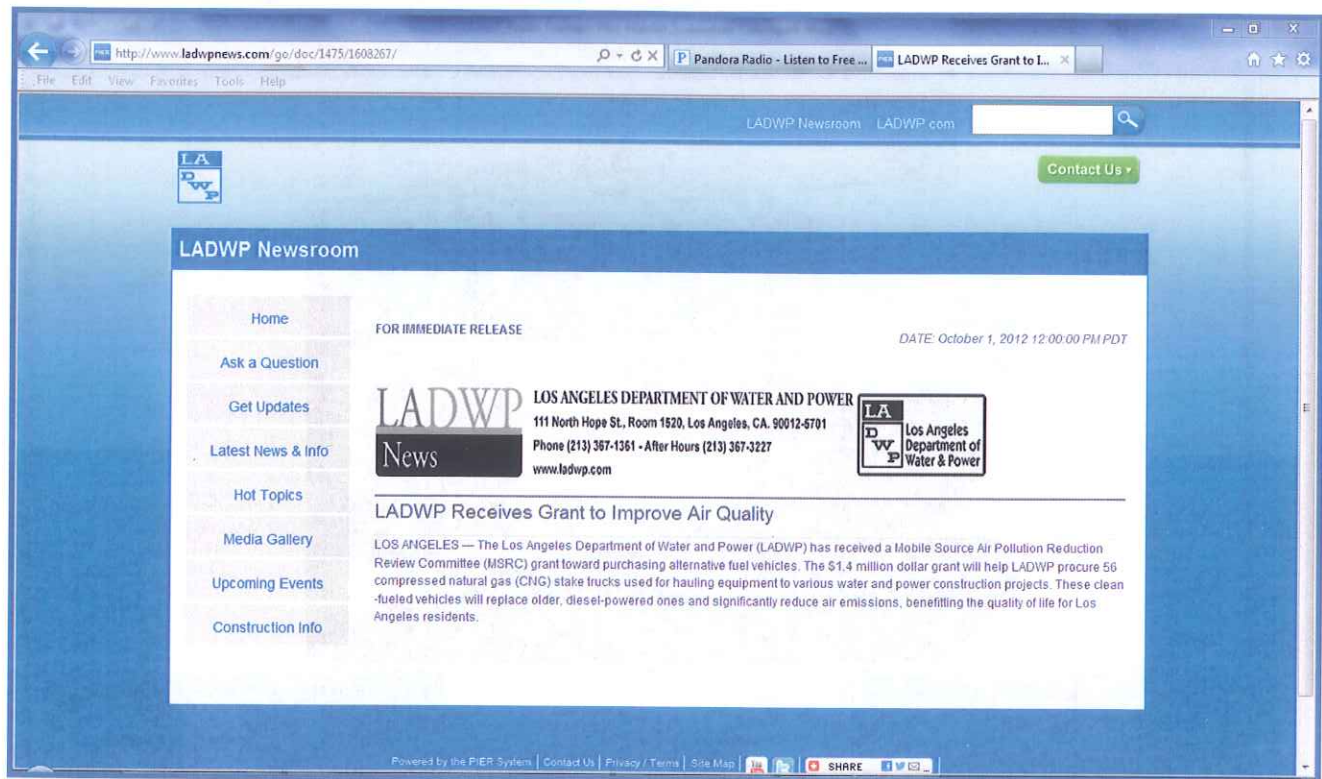 http://www.ladwpnews.com/go/doc/1475/1608267/
Pandora Radio - Listen to Free ...
LADWP Receives Grant to I...
File Edit View Favorites Tools Help
LADWP Newsroom LADWP.com
LA
D
W
P
Contact Us
LADWP Newsroom
Home
Ask a Question
Get Updates
Latest News & Info
Hot Topics
Media Gallery
Upcoming Events
Construction Info
FOR IMMEDIATE RELEASE
DATE: October 1, 2012 12:00:00 PM PDT
LADWP
News
LOS ANGELES DEPARTMENT OF WATER AND POWER
111 North Hope St., Room 1520, Los Angeles, CA. 90012-5701
Phone (213) 367-1361 - After Hours (213) 367-3227
www.ladwp.com
LA
D
W
P
Los Angeles
Department of
Water & Power
LADWP Receives Grant to Improve Air Quality
LOS ANGELES — The Los Angeles Department of Water and Power (LADWP) has received a Mobile Source Air Pollution Reduction
Review Committee (MSRC) grant toward purchasing alternative fuel vehicles. The $1.4 million dollar grant will help LADWP procure 56
compressed natural gas (CNG) stake trucks used for hauling equipment to various water and power construction projects. These clean
-fueled vehicles will replace older, diesel-powered ones and significantly reduce air emissions, benefitting the quality of life for Los
Angeles residents.
Powered by the PIER System | Contact Us | Privacy / Terms | Site Map | SHARE